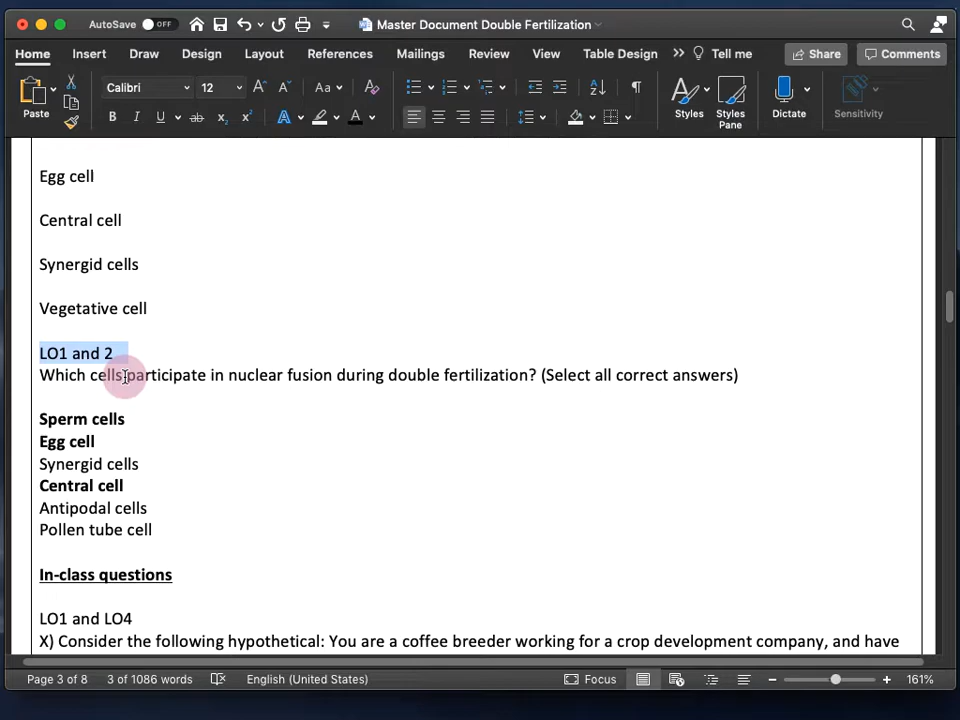 AutoSave OFF Master Document Double Fertilization
Home Insert Draw Design Layout References Mailings Review View Table Design Tell me Share Comments
Calibri 12 Aa
Paste B I U ab x2 x2 A A Styles Styles Pane Dictate Sensitivity
Egg cell
Central cell
Synergid cells
Vegetative cell
LO1 and 2
Which cells participate in nuclear fusion during double fertilization? (Select all correct answers)
Sperm cells
Egg cell
Synergid cells
Central cell
Antipodal cells
Pollen tube cell
In-class questions
LO1 and LO4
X) Consider the following hypothetical: You are a coffee breeder working for a crop development company, and have
Page 3 of 8 3 of 1086 words English (United States) Focus 161%